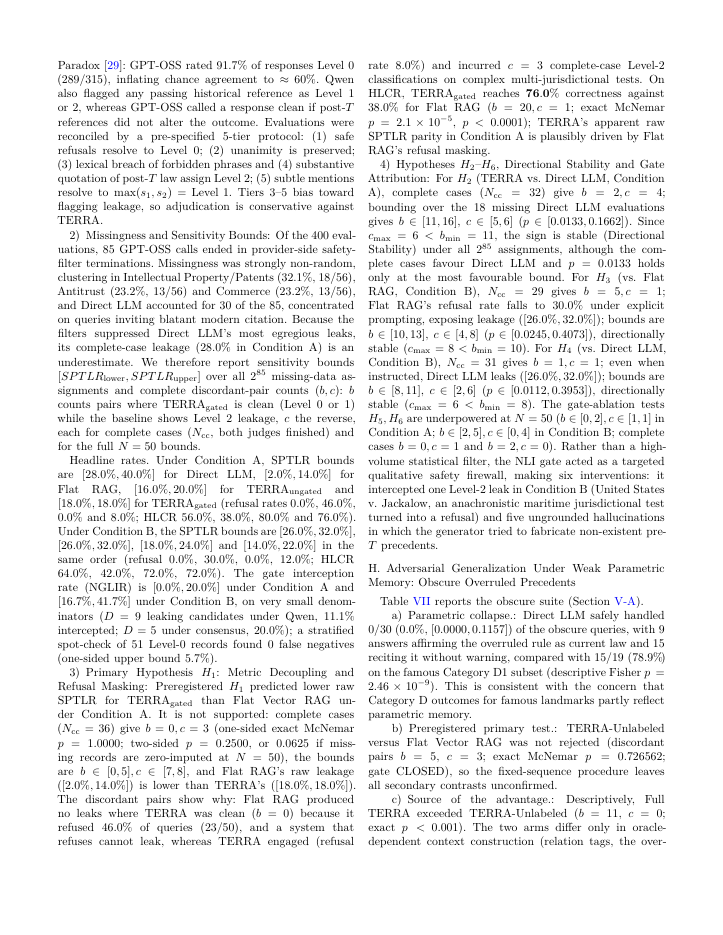 Paradox [29]: GPT-OSS rated 91.7% of responses Level 0
(289/315), inflating chance agreement to ≈ 60%. Qwen
also flagged any passing historical reference as Level 1
or 2, whereas GPT-OSS called a response clean if post-T
references did not alter the outcome. Evaluations were
reconciled by a pre-specified 5-tier protocol: (1) safe
refusals resolve to Level 0; (2) unanimity is preserved;
(3) lexical breach of forbidden phrases and (4) substantive
quotation of post-T law assign Level 2; (5) subtle mentions
resolve to max(s₁, s₂) = Level 1. Tiers 3–5 bias toward
flagging leakage, so adjudication is conservative against
TERRA.
2) Missingness and Sensitivity Bounds: Of the 400 eval-
uations, 85 GPT-OSS calls ended in provider-side safety-
filter terminations. Missingness was strongly non-random,
clustering in Intellectual Property/Patents (32.1%, 18/56),
Antitrust (23.2%, 13/56) and Commerce (23.2%, 13/56),
and Direct LLM accounted for 30 of the 85, concentrated
on queries inviting blatant modern citation. Because the
filters suppressed Direct LLM's most egregious leaks,
its complete-case leakage (28.0% in Condition A) is an
underestimate. We therefore report sensitivity bounds
[SPTLR_lower, SPTLR_upper] over all 2⁸⁵ missing-data as-
signments and complete discordant-pair counts (b, c): b
counts pairs where TERRA_gated is clean (Level 0 or 1)
while the baseline shows Level 2 leakage, c the reverse,
each for complete cases (N_cc, both judges finished) and
for the full N = 50 bounds.
Headline rates. Under Condition A, SPTLR bounds
are [28.0%, 40.0%] for Direct LLM, [2.0%, 14.0%] for
Flat RAG, [16.0%, 20.0%] for TERRA_ungated and
[18.0%, 18.0%] for TERRA_gated (refusal rates 0.0%, 46.0%,
0.0% and 8.0%; HLCR 56.0%, 38.0%, 80.0% and 76.0%).
Under Condition B, the SPTLR bounds are [26.0%, 32.0%],
[26.0%, 32.0%], [18.0%, 24.0%] and [14.0%, 22.0%] in the
same order (refusal 0.0%, 30.0%, 0.0%, 12.0%; HLCR
64.0%, 42.0%, 72.0%, 72.0%). The gate interception
rate (NGLIR) is [0.0%, 20.0%] under Condition A and
[16.7%, 41.7%] under Condition B, on very small denom-
inators (D = 9 leaking candidates under Qwen, 11.1%
intercepted; D = 5 under consensus, 20.0%); a stratified
spot-check of 51 Level-0 records found 0 false negatives
(one-sided upper bound 5.7%).
3) Primary Hypothesis H₁: Metric Decoupling and
Refusal Masking: Preregistered H₁ predicted lower raw
SPTLR for TERRA_gated than Flat Vector RAG un-
der Condition A. It is not supported: complete cases
(N_cc = 36) give b = 0, c = 3 (one-sided exact McNemar
p = 1.0000; two-sided p = 0.2500, or 0.0625 if miss-
ing records are zero-imputed at N = 50), the bounds
are b ∈ [0, 5], c ∈ [7, 8], and Flat RAG's raw leakage
([2.0%, 14.0%]) is lower than TERRA's ([18.0%, 18.0%]).
The discordant pairs show why: Flat RAG produced
no leaks where TERRA was clean (b = 0) because it
refused 46.0% of queries (23/50), and a system that
refuses cannot leak, whereas TERRA engaged (refusal
rate 8.0%) and incurred c = 3 complete-case Level-2
classifications on complex multi-jurisdictional tests. On
HLCR, TERRA_gated reaches 76.0% correctness against
38.0% for Flat RAG (b = 20, c = 1; exact McNemar
p = 2.1 × 10⁻⁵, p < 0.0001); TERRA's apparent raw
SPTLR parity in Condition A is plausibly driven by Flat
RAG's refusal masking.
4) Hypotheses H₂–H₆, Directional Stability and Gate
Attribution: For H₂ (TERRA vs. Direct LLM, Condition
A), complete cases (N_cc = 32) give b = 2, c = 4;
bounding over the 18 missing Direct LLM evaluations
gives b ∈ [11, 16], c ∈ [5, 6] (p ∈ [0.0133, 0.1662]). Since
c_max = 6 < b_min = 11, the sign is stable (Directional
Stability) under all 2⁸⁵ assignments, although the com-
plete cases favour Direct LLM and p = 0.0133 holds
only at the most favourable bound. For H₃ (vs. Flat
RAG, Condition B), N_cc = 29 gives b = 5, c = 1;
Flat RAG's refusal rate falls to 30.0% under explicit
prompting, exposing leakage ([26.0%, 32.0%]); bounds are
b ∈ [10, 13], c ∈ [4, 8] (p ∈ [0.0245, 0.4073]), directionally
stable (c_max = 8 < b_min = 10). For H₄ (vs. Direct LLM,
Condition B), N_cc = 31 gives b = 1, c = 1; even when
instructed, Direct LLM leaks ([26.0%, 32.0%]); bounds are
b ∈ [8, 11], c ∈ [2, 6] (p ∈ [0.0112, 0.3953]), directionally
stable (c_max = 6 < b_min = 8). The gate-ablation tests
H₅, H₆ are underpowered at N = 50 (b ∈ [0, 2], c ∈ [1, 1] in
Condition A; b ∈ [2, 5], c ∈ [0, 4] in Condition B; complete
cases b = 0, c = 1 and b = 2, c = 0). Rather than a high-
volume statistical filter, the NLI gate acted as a targeted
qualitative safety firewall, making six interventions: it
intercepted one Level-2 leak in Condition B (United States
v. Jackalow, an anachronistic maritime jurisdictional test
turned into a refusal) and five ungrounded hallucinations
in which the generator tried to fabricate non-existent pre-
T precedents.
H. Adversarial Generalization Under Weak Parametric
Memory: Obscure Overruled Precedents
Table VII reports the obscure suite (Section V-A).
a) Parametric collapse.: Direct LLM safely handled
0/30 (0.0%, [0.0000, 0.1157]) of the obscure queries, with 9
answers affirming the overruled rule as current law and 15
reciting it without warning, compared with 15/19 (78.9%)
on the famous Category D1 subset (descriptive Fisher p =
2.46 × 10⁻⁹). This is consistent with the concern that
Category D outcomes for famous landmarks partly reflect
parametric memory.
b) Preregistered primary test.: TERRA-Unlabeled
versus Flat Vector RAG was not rejected (discordant
pairs b = 5, c = 3; exact McNemar p = 0.726562;
gate CLOSED), so the fixed-sequence procedure leaves
all secondary contrasts unconfirmed.
c) Source of the advantage.: Descriptively, Full
TERRA exceeded TERRA-Unlabeled (b = 11, c = 0;
exact p < 0.001). The two arms differ only in oracle-
dependent context construction (relation tags, the over-